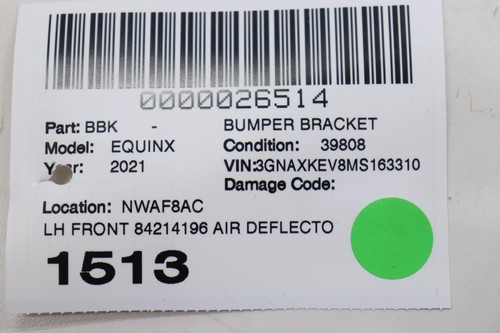 0000026514
Part: BBK - BUMPER BRACKET
Model: EQUINX Condition: 39808
Year: 2021 VIN:3GNAXKEV8MS163310
Damage Code:
Location: NWAF8AC
LH FRONT 84214196 AIR DEFLECTO
1513